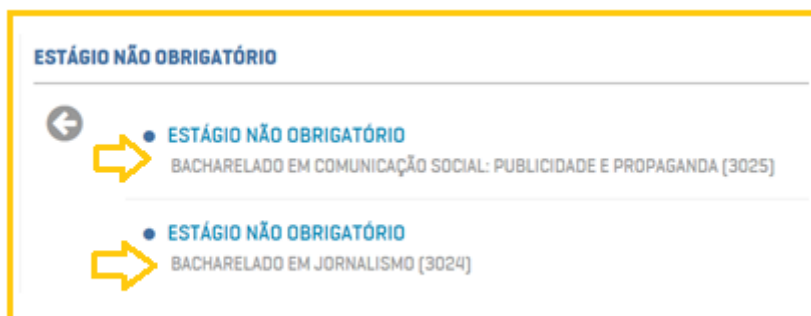 ESTÁGIO NÃO OBRIGATÓRIO
ESTÁGIO NÃO OBRIGATÓRIO
BACHARELADO EM COMUNICAÇÃO SOCIAL: PUBLICIDADE E PROPAGANDA (3025)
ESTÁGIO NÃO OBRIGATÓRIO
BACHARELADO EM JORNALISMO (3024)